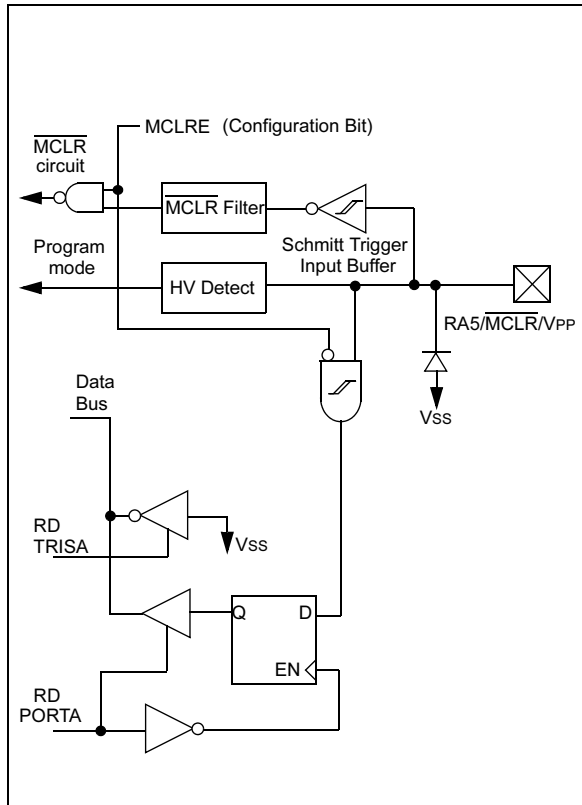 MCLRE (Configuration Bit)
MCLR
circuit
MCLR Filter
Schmitt Trigger
Input Buffer
Program
mode
HV Detect
RA5/MCLR/VPP
VSS
Data
Bus
RD
TRISA
VSS
Q
D
EN
RD
PORTA